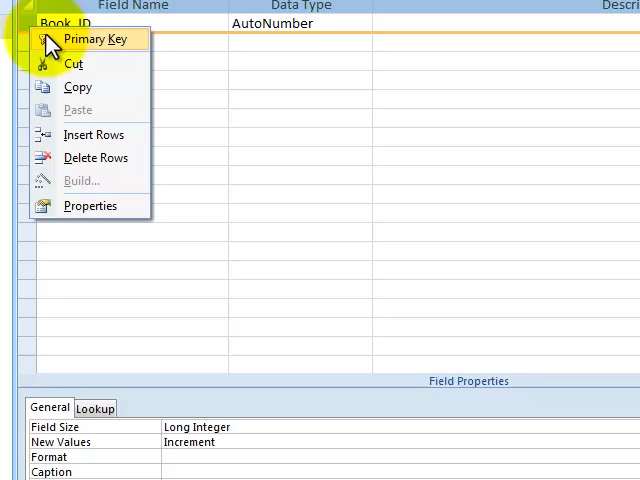 Field Name Data Type
Book_ID AutoNumber
Primary Key
Cut
Copy
Paste
Insert Rows
Delete Rows
Build...
Properties
Field Properties
General Lookup
Field Size Long Integer
New Values Increment
Format
Caption